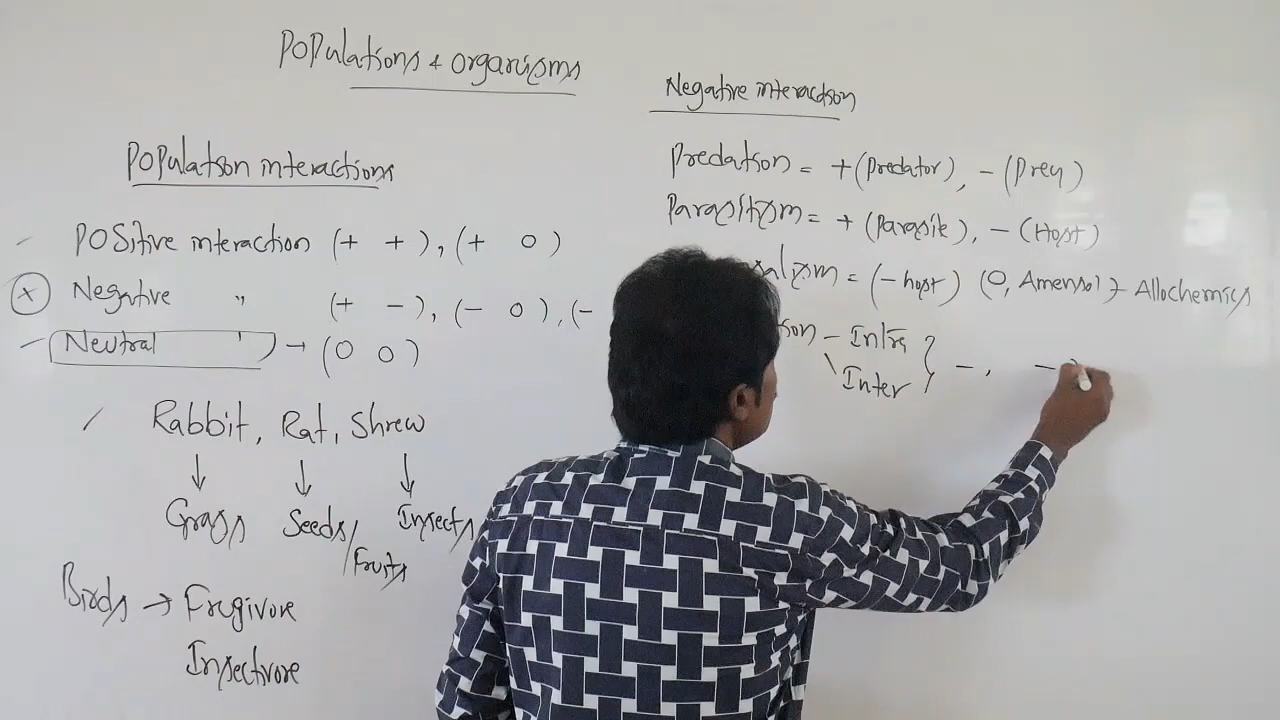 Populations & organisms
Population interactions
Positive interaction (+ +), (+ 0)
(x) Negative " (+ -), (- 0), (-
Neutral ' → (0 0)
Rabbit, Rat, Shrew
↓ ↓ ↓
Grass Seeds/ Insects
Fruits
Birds → Frugivore
Insectivore
Negative interaction
Predation = +(Predator), - (Prey)
Parasitism = + (Parasite), - (Host)
salism = (- host) (0, Amensal) - Allochemics
- Intra
\ Inter } -, -